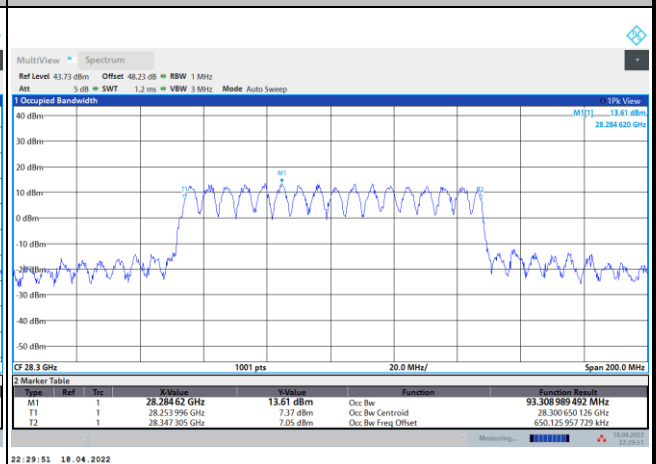 MultiView Spectrum
Ref Level 43.73 dBm Offset 48.23 dB RBW 1 MHz
Att 5 dB SWT 1.2 ms VBW 3 MHz Mode Auto Sweep
1 Occupied Bandwidth 1Pk View
M1[1] 13.61 dBm
28.284 620 GHz
40 dBm
30 dBm
20 dBm
M1
T1 T2
10 dBm
0 dBm
-10 dBm
-20 dBm
-30 dBm
-40 dBm
-50 dBm
CF 28.3 GHz 1001 pts 20.0 MHz/ Span 200.0 MHz
2 Marker Table
Type Ref Trc X-Value Y-Value Function Function Result
M1 1 28.284 62 GHz 13.61 dBm Occ Bw 93.308 989 492 MHz
T1 1 28.253 996 GHz 7.37 dBm Occ Bw Centroid 28.300 650 126 GHz
T2 1 28.347 305 GHz 7.05 dBm Occ Bw Freq Offset 650.125 957 729 kHz
Measuring... 18.04.2022
22:29:51
22:29:51 18.04.2022